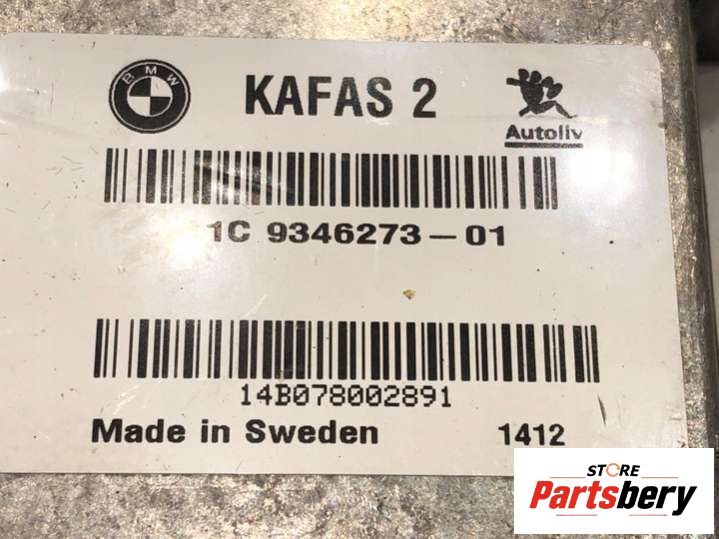 BMW
KAFAS 2
Autoliv
1C 9346273-01
14B078002891
Made in Sweden 1412
STORE
Partsbery